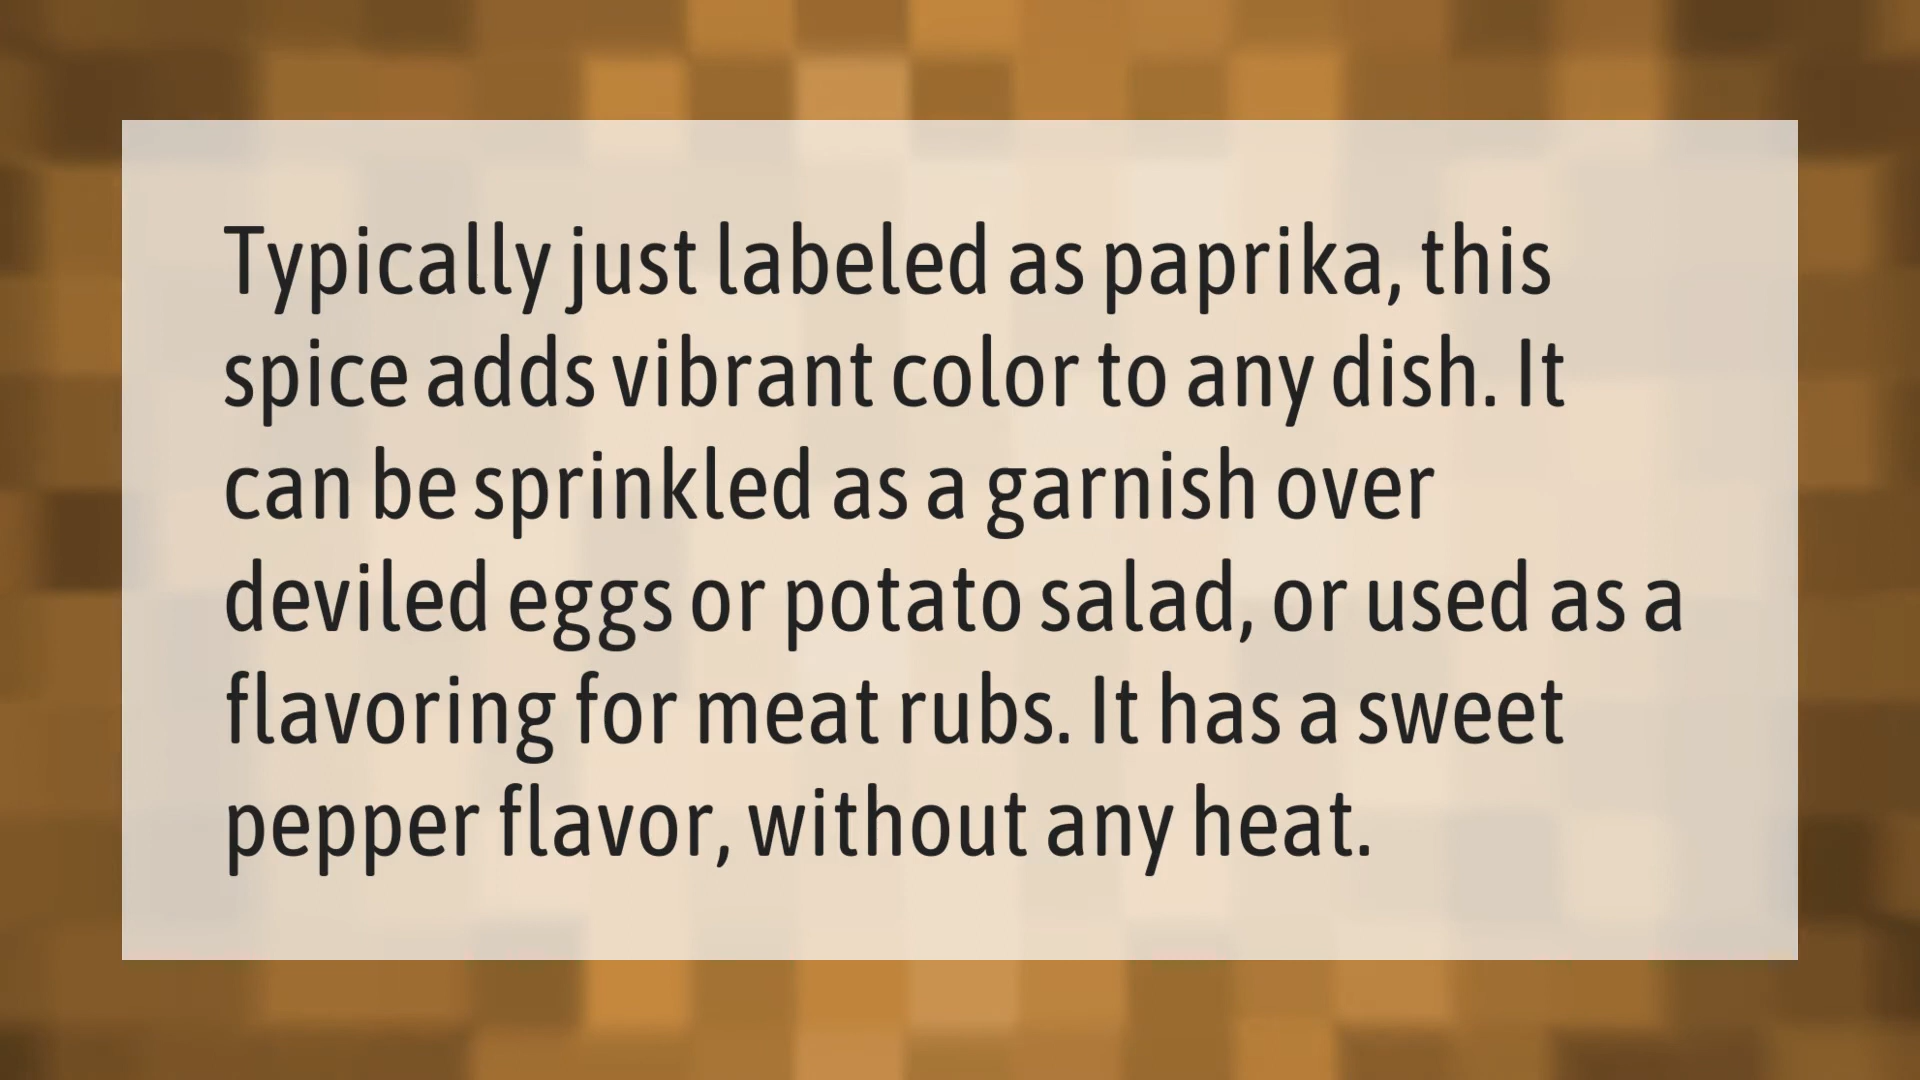 Typically just labeled as paprika, this
spice adds vibrant color to any dish. It
can be sprinkled as a garnish over
deviled eggs or potato salad, or used as a
flavoring for meat rubs. It has a sweet
pepper flavor, without any heat.